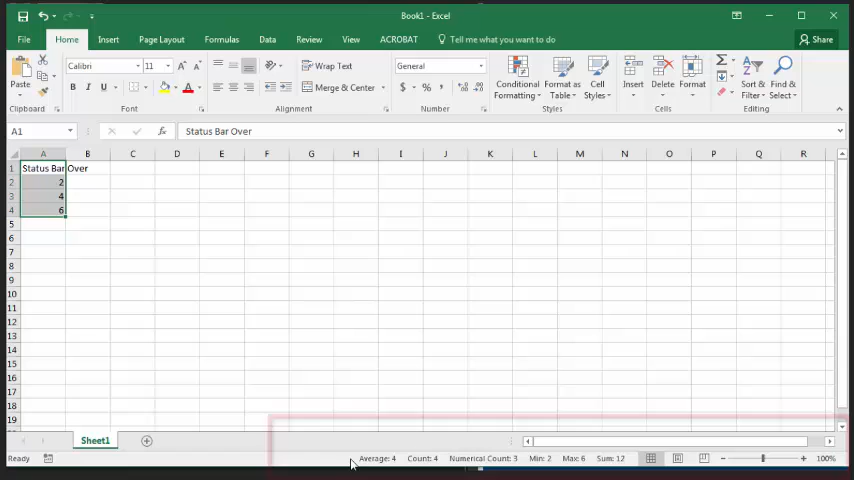 Book1 - Excel
Share
File Home Insert Page Layout Formulas Data Review View ACROBAT Tell me what you want to do
Calibri 11 A A Wrap Text General Σ
Paste Conditional Format as Cell Insert Delete Format Sort & Find &
B I U A Merge & Center $ % , Formatting Table Styles Filter Select
Clipboard Font Alignment Number Styles Cells Editing
A1 fx Status Bar Over
A B C D E F G H I J K L M N O P Q R
1 Status Bar Over
2 2
3 4
4 6
5
6
7
8
9
10
11
12
13
14
15
16
17
18
19
Sheet1
Ready Average: 4 Count: 4 Numerical Count: 3 Min: 2 Max: 6 Sum: 12 100%